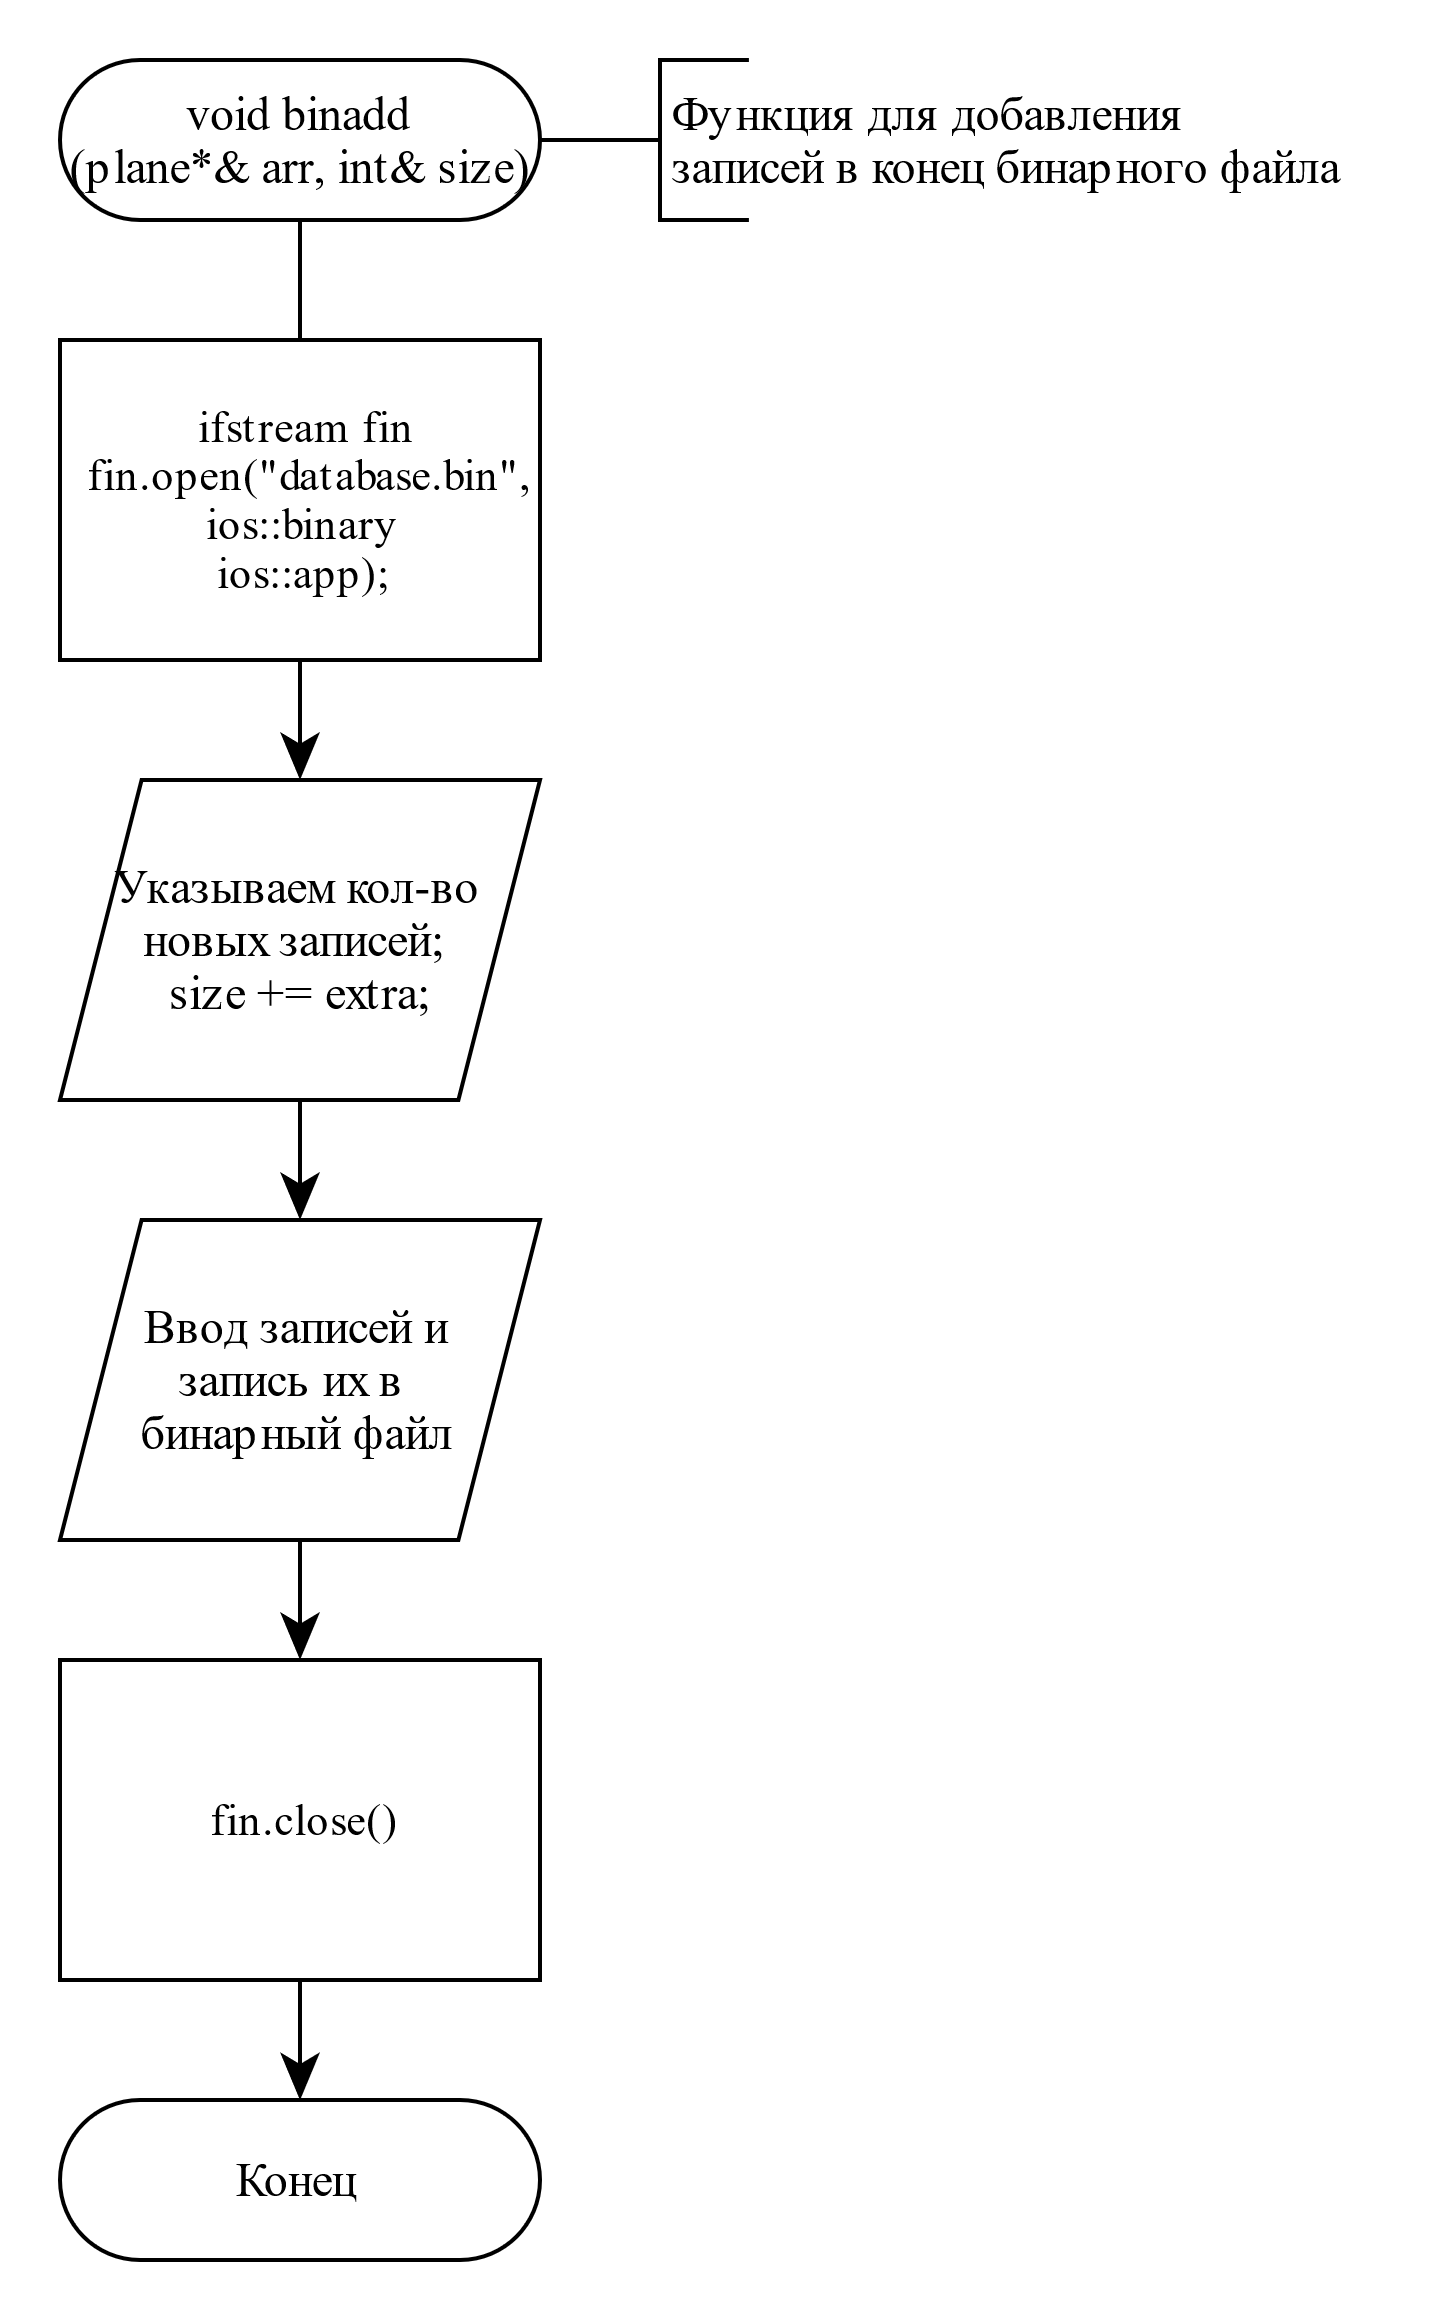 void binadd
(plane*& arr, int& size)
Функция для добавления
записей в конец бинарного файла
ifstream fin
fin.open("database.bin",
ios::binary
ios::app);
Указываем кол-во
новых записей;
size += extra;
Ввод записей и
запись их в
бинарный файл
fin.close()
Конец